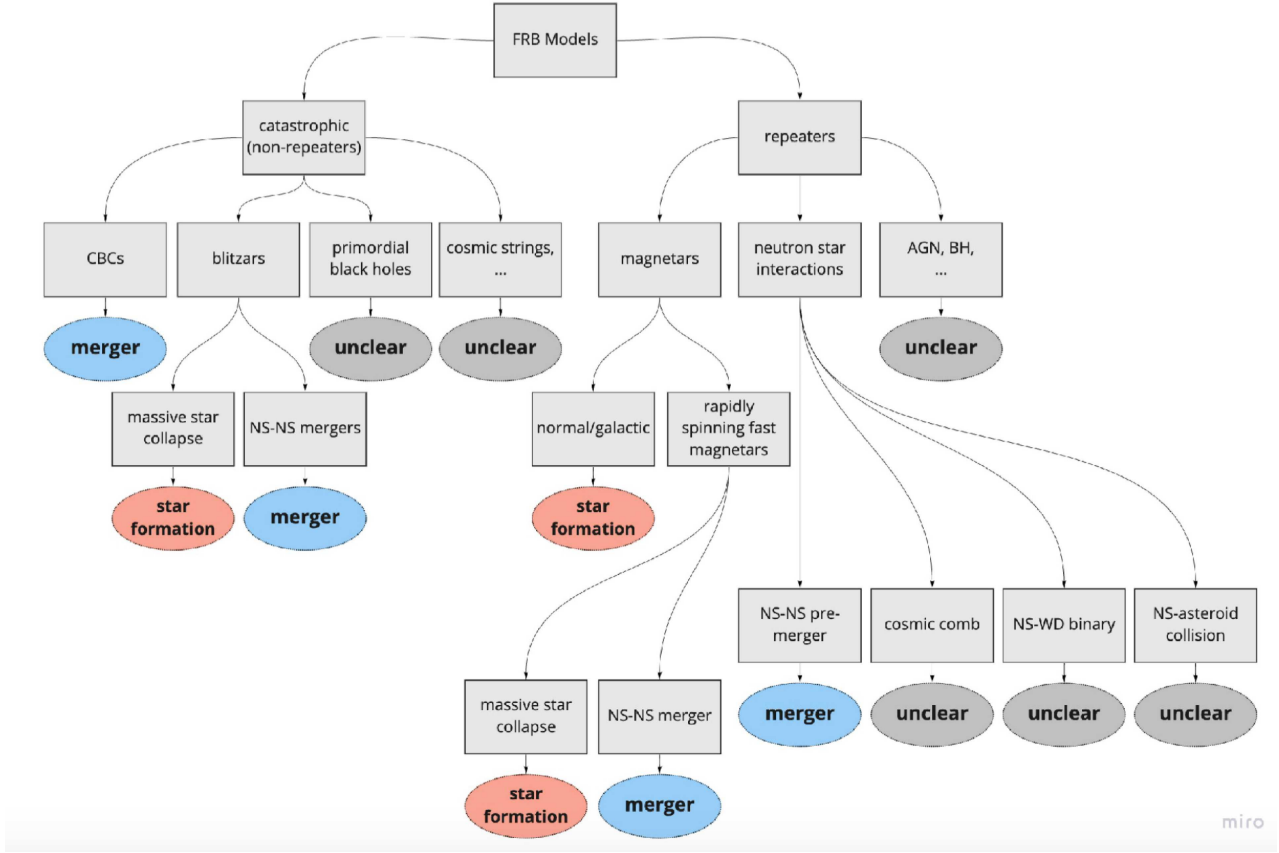 FRB Models
catastrophic
(non-repeaters)
repeaters
CBCs
blitzars
primordial
black holes
cosmic strings,
...
magnetars
neutron star
interactions
AGN, BH,
...
merger
unclear
unclear
unclear
massive star
collapse
NS-NS mergers
normal/galactic
rapidly
spinning fast
magnetars
star
formation
merger
star
formation
NS-NS pre-
merger
cosmic comb
NS-WD binary
NS-asteroid
collision
massive star
collapse
NS-NS merger
merger
unclear
unclear
unclear
star
formation
merger
miro